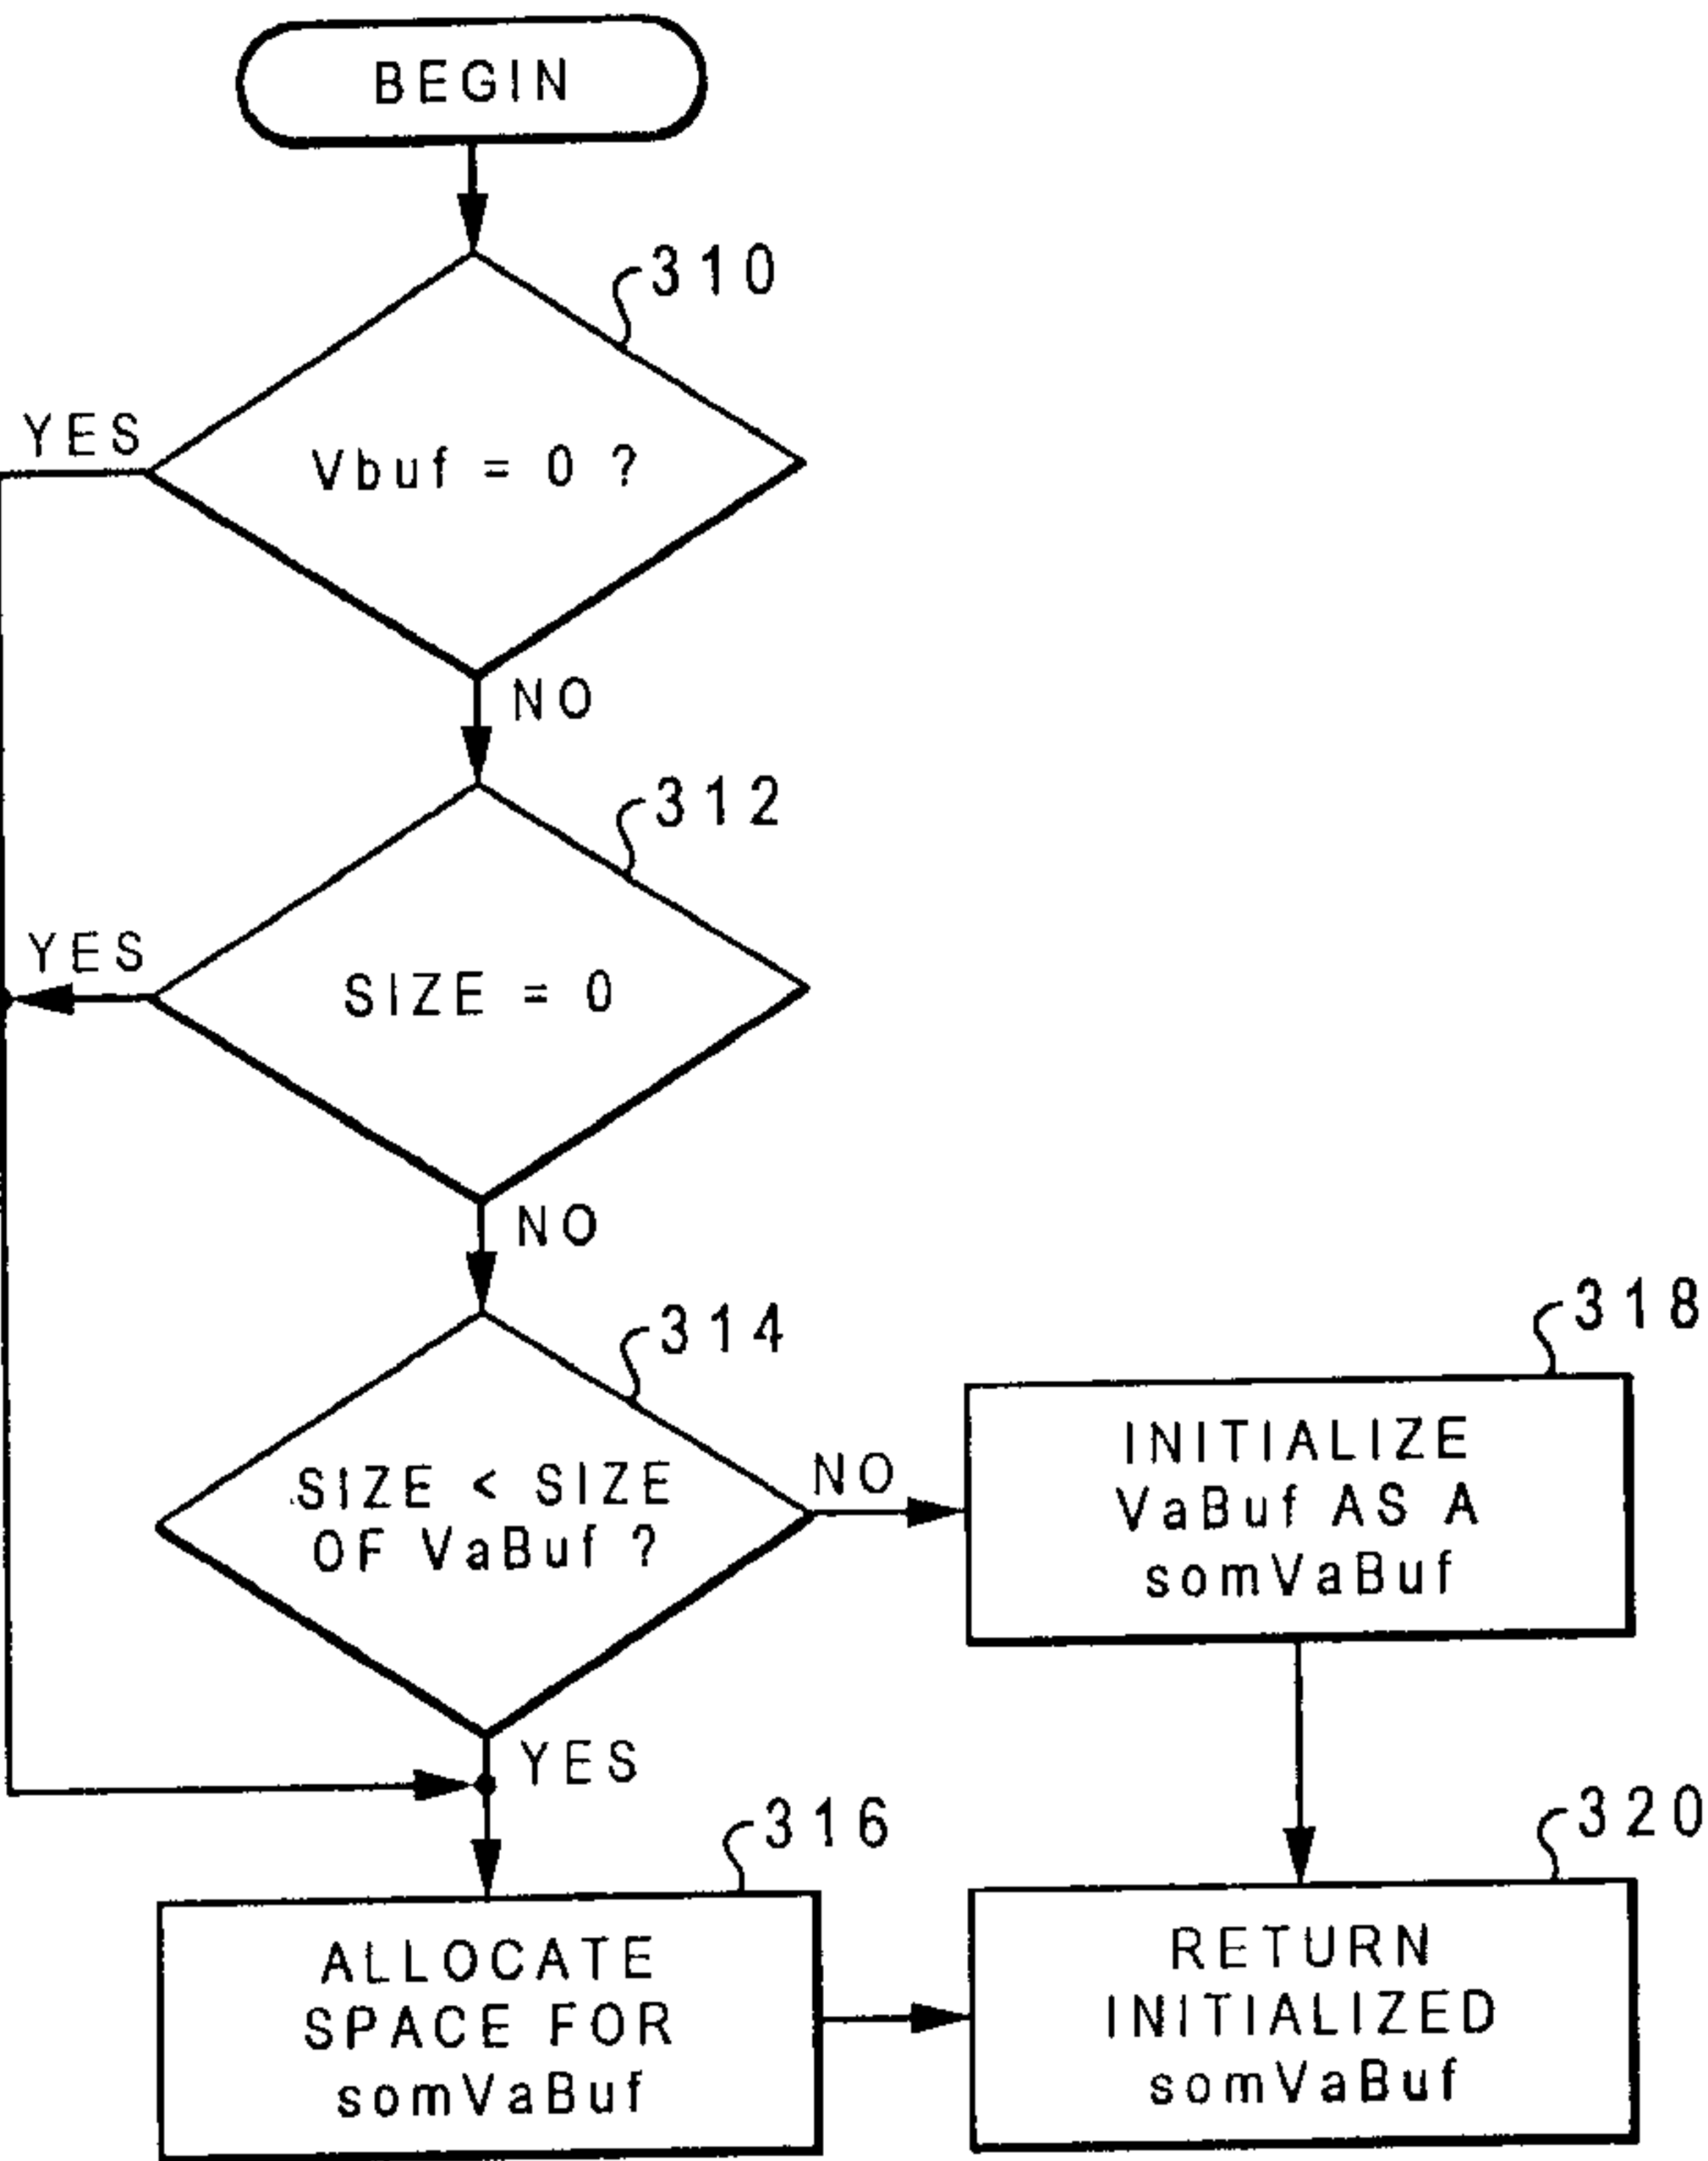 BEGIN
310
YES
Vbuf = 0 ?
NO
312
YES
SIZE = 0
NO
314
318
SIZE < SIZE
OF VaBuf ?
NO
INITIALIZE
VaBuf AS A
somVaBuf
YES
316
320
ALLOCATE
SPACE FOR
somVaBuf
RETURN
INITIALIZED
somVaBuf